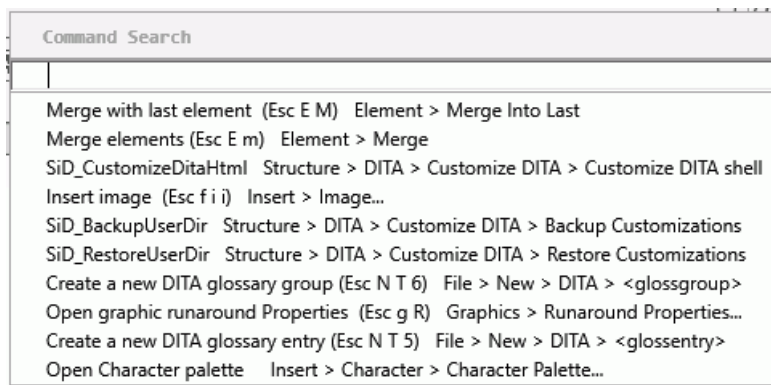 Command Search
Merge with last element (Esc E M) Element > Merge Into Last
Merge elements (Esc E m) Element > Merge
SiD_CustomizeDitaHtml Structure > DITA > Customize DITA > Customize DITA shell
Insert image (Esc f i i) Insert > Image...
SiD_BackupUserDir Structure > DITA > Customize DITA > Backup Customizations
SiD_RestoreUserDir Structure > DITA > Customize DITA > Restore Customizations
Create a new DITA glossary group (Esc N T 6) File > New > DITA > <glossgroup>
Open graphic runaround Properties (Esc g R) Graphics > Runaround Properties...
Create a new DITA glossary entry (Esc N T 5) File > New > DITA > <glossentry>
Open Character palette Insert > Character > Character Palette...